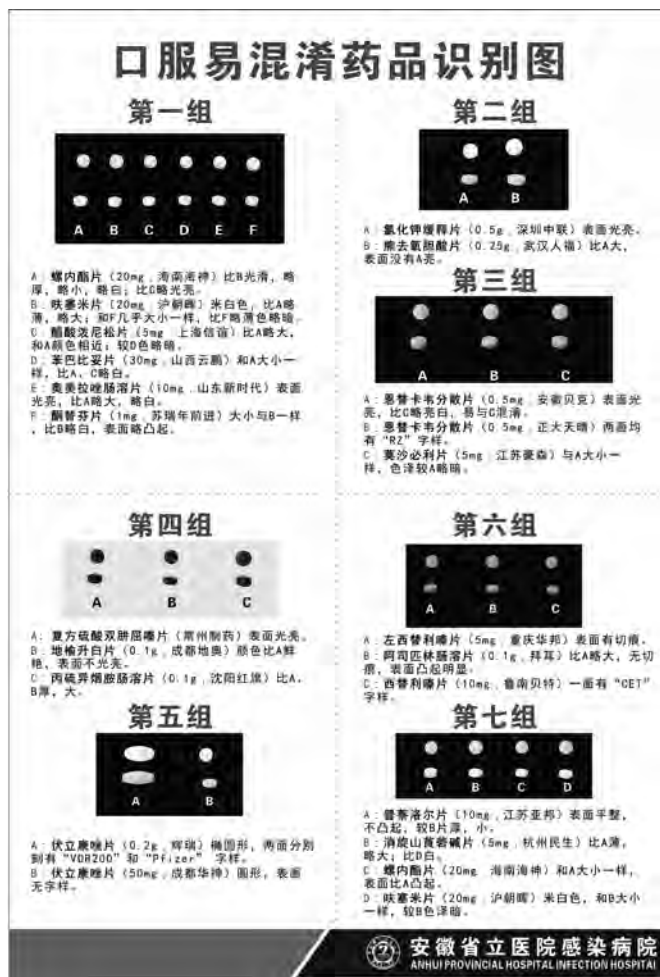 口服易混淆药品识别图
第一组
A B C D E F
A：螺内酯片（20mg，海南海神）比B光滑，略
厚，略小，略白；比C略光亮。
B：呋塞米片（20mg，沪朝晖）米白色，比A略
薄，略大；和F几乎大小一样，比F略薄色略暗。
C：醋酸泼尼松片（5mg，上海信谊）比A略大，
和A颜色相近；较D色略暗。
D：苯巴比妥片（30mg，山西云鹏）和A大小一
样，比A、C略白。
E：奥美拉唑肠溶片（10mg，山东新时代）表面
光亮，比A略大，略白。
F：酮替芬片（1mg，苏瑞年前进）大小与B一样
，比B略白，表面略凸起。
第二组
A B
A：氯化钾缓释片（0.5g，深圳中联）表面光亮。
B：熊去氧胆酸片（0.25g，武汉人福）比A大，
表面没有A亮。
第三组
A B C
A：恩替卡韦分散片（0.5mg，安徽贝克）表面光
亮，比C略亮白，易与C混淆。
B：恩替卡韦分散片（0.5mg，正大天晴）两面均
有“RZ”字样。
C：莫沙必利片（5mg，江苏豪森）与A大小一
样，色泽较A略暗。
第四组
A B C
A：复方硫酸双肼屈嗪片（常州制药）表面光亮。
B：地榆升白片（0.1g，成都地奥）颜色比A鲜
艳，表面不光亮。
C：丙硫异烟胺肠溶片（0.1g，沈阳红旗）比A、
B厚，大。
第五组
A B
A：伏立康唑片（0.2g，辉瑞）椭圆形，两面分别
刻有“VOR200”和“Pfizer”字样。
B：伏立康唑片（50mg，成都华神）圆形，表面
无字样。
第六组
A B C
A：左西替利嗪片（5mg，重庆华邦）表面有切痕。
B：阿司匹林肠溶片（0.1g，拜耳）比A略大，无切
痕，表面凸起明显。
C：西替利嗪片（10mg，鲁南贝特）一面有“CET”
字样。
第七组
A B C D
A：普萘洛尔片（10mg，江苏亚邦）表面平整，
不凸起，较B片厚，小。
B：消旋山莨菪碱片（5mg，杭州民生）比A薄，
略大；比D白。
C：螺内酯片（20mg，海南海神）和A大小一样，
表面比A凸起。
D：呋塞米片（20mg，沪朝晖）米白色，和B大小
一样，较B色泽暗。
安徽省立医院感染病院
ANHUI PROVINCIAL HOSPITAL INFECTION HOSPITAL